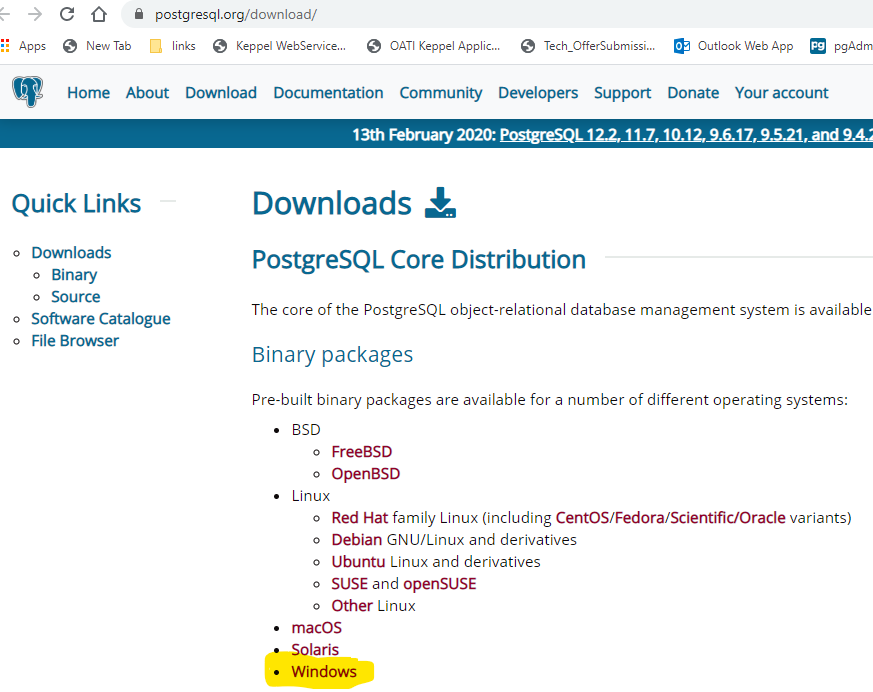 postgresql.org/download/
Apps New Tab links Keppel WebService... OATI Keppel Applic... Tech_OfferSubmissi... Outlook Web App pgAdm
Home About Download Documentation Community Developers Support Donate Your account
13th February 2020: PostgreSQL 12.2, 11.7, 10.12, 9.6.17, 9.5.21, and 9.4.2
Quick Links
Downloads
Binary
Source
Software Catalogue
File Browser
Downloads
PostgreSQL Core Distribution
The core of the PostgreSQL object-relational database management system is available
Binary packages
Pre-built binary packages are available for a number of different operating systems:
BSD
FreeBSD
OpenBSD
Linux
Red Hat family Linux (including CentOS/Fedora/Scientific/Oracle variants)
Debian GNU/Linux and derivatives
Ubuntu Linux and derivatives
SUSE and openSUSE
Other Linux
macOS
Solaris
Windows